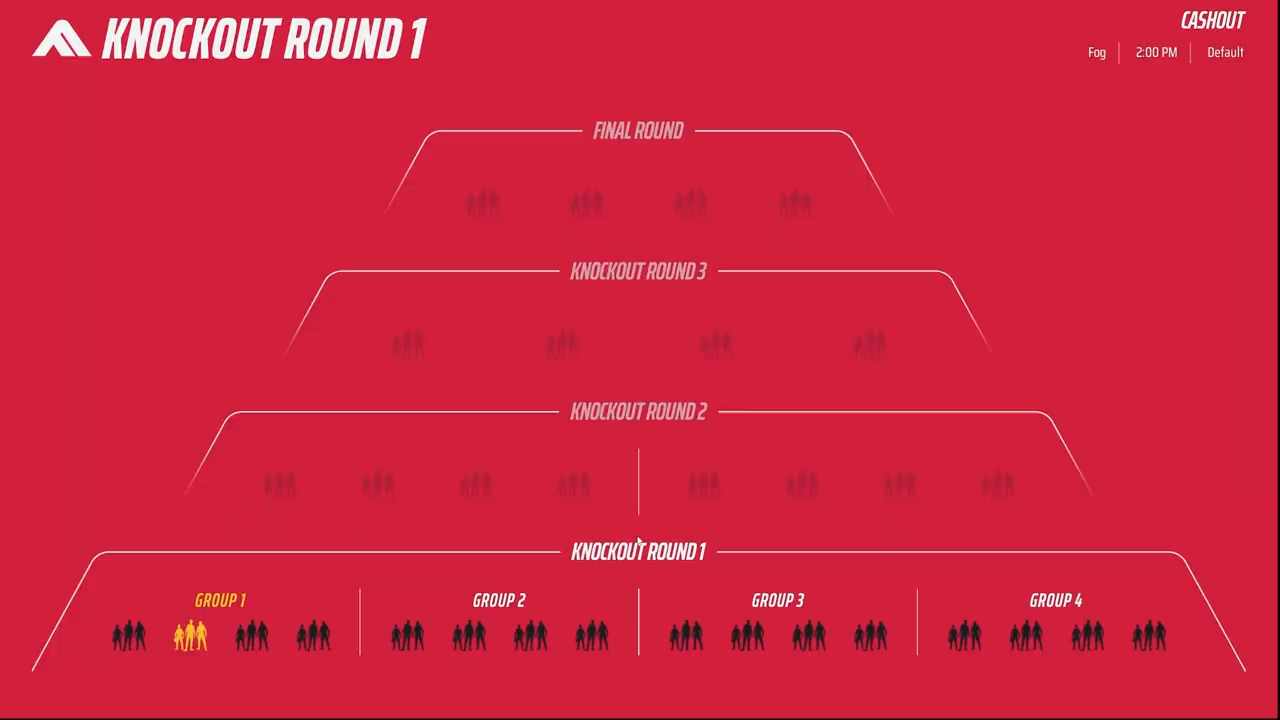 KNOCKOUT ROUND 1
CASHOUT
Fog
2:00 PM
Default
FINAL ROUND
KNOCKOUT ROUND 3
KNOCKOUT ROUND 2
KNOCKOUT ROUND 1
GROUP 1
GROUP 2
GROUP 3
GROUP 4